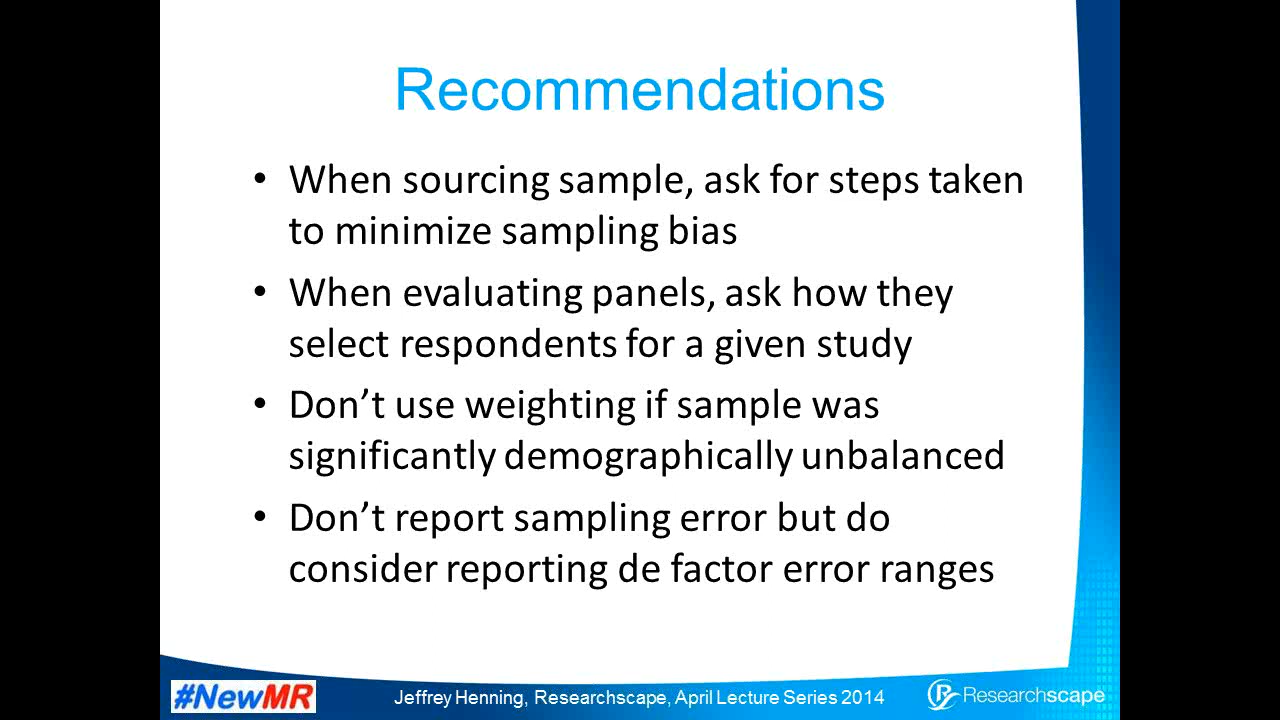 Recommendations
• When sourcing sample, ask for steps taken
to minimize sampling bias
• When evaluating panels, ask how they
select respondents for a given study
• Don’t use weighting if sample was
significantly demographically unbalanced
• Don’t report sampling error but do
consider reporting de factor error ranges
#NewMR
Jeffrey Henning, Researchscape, April Lecture Series 2014
Researchscape